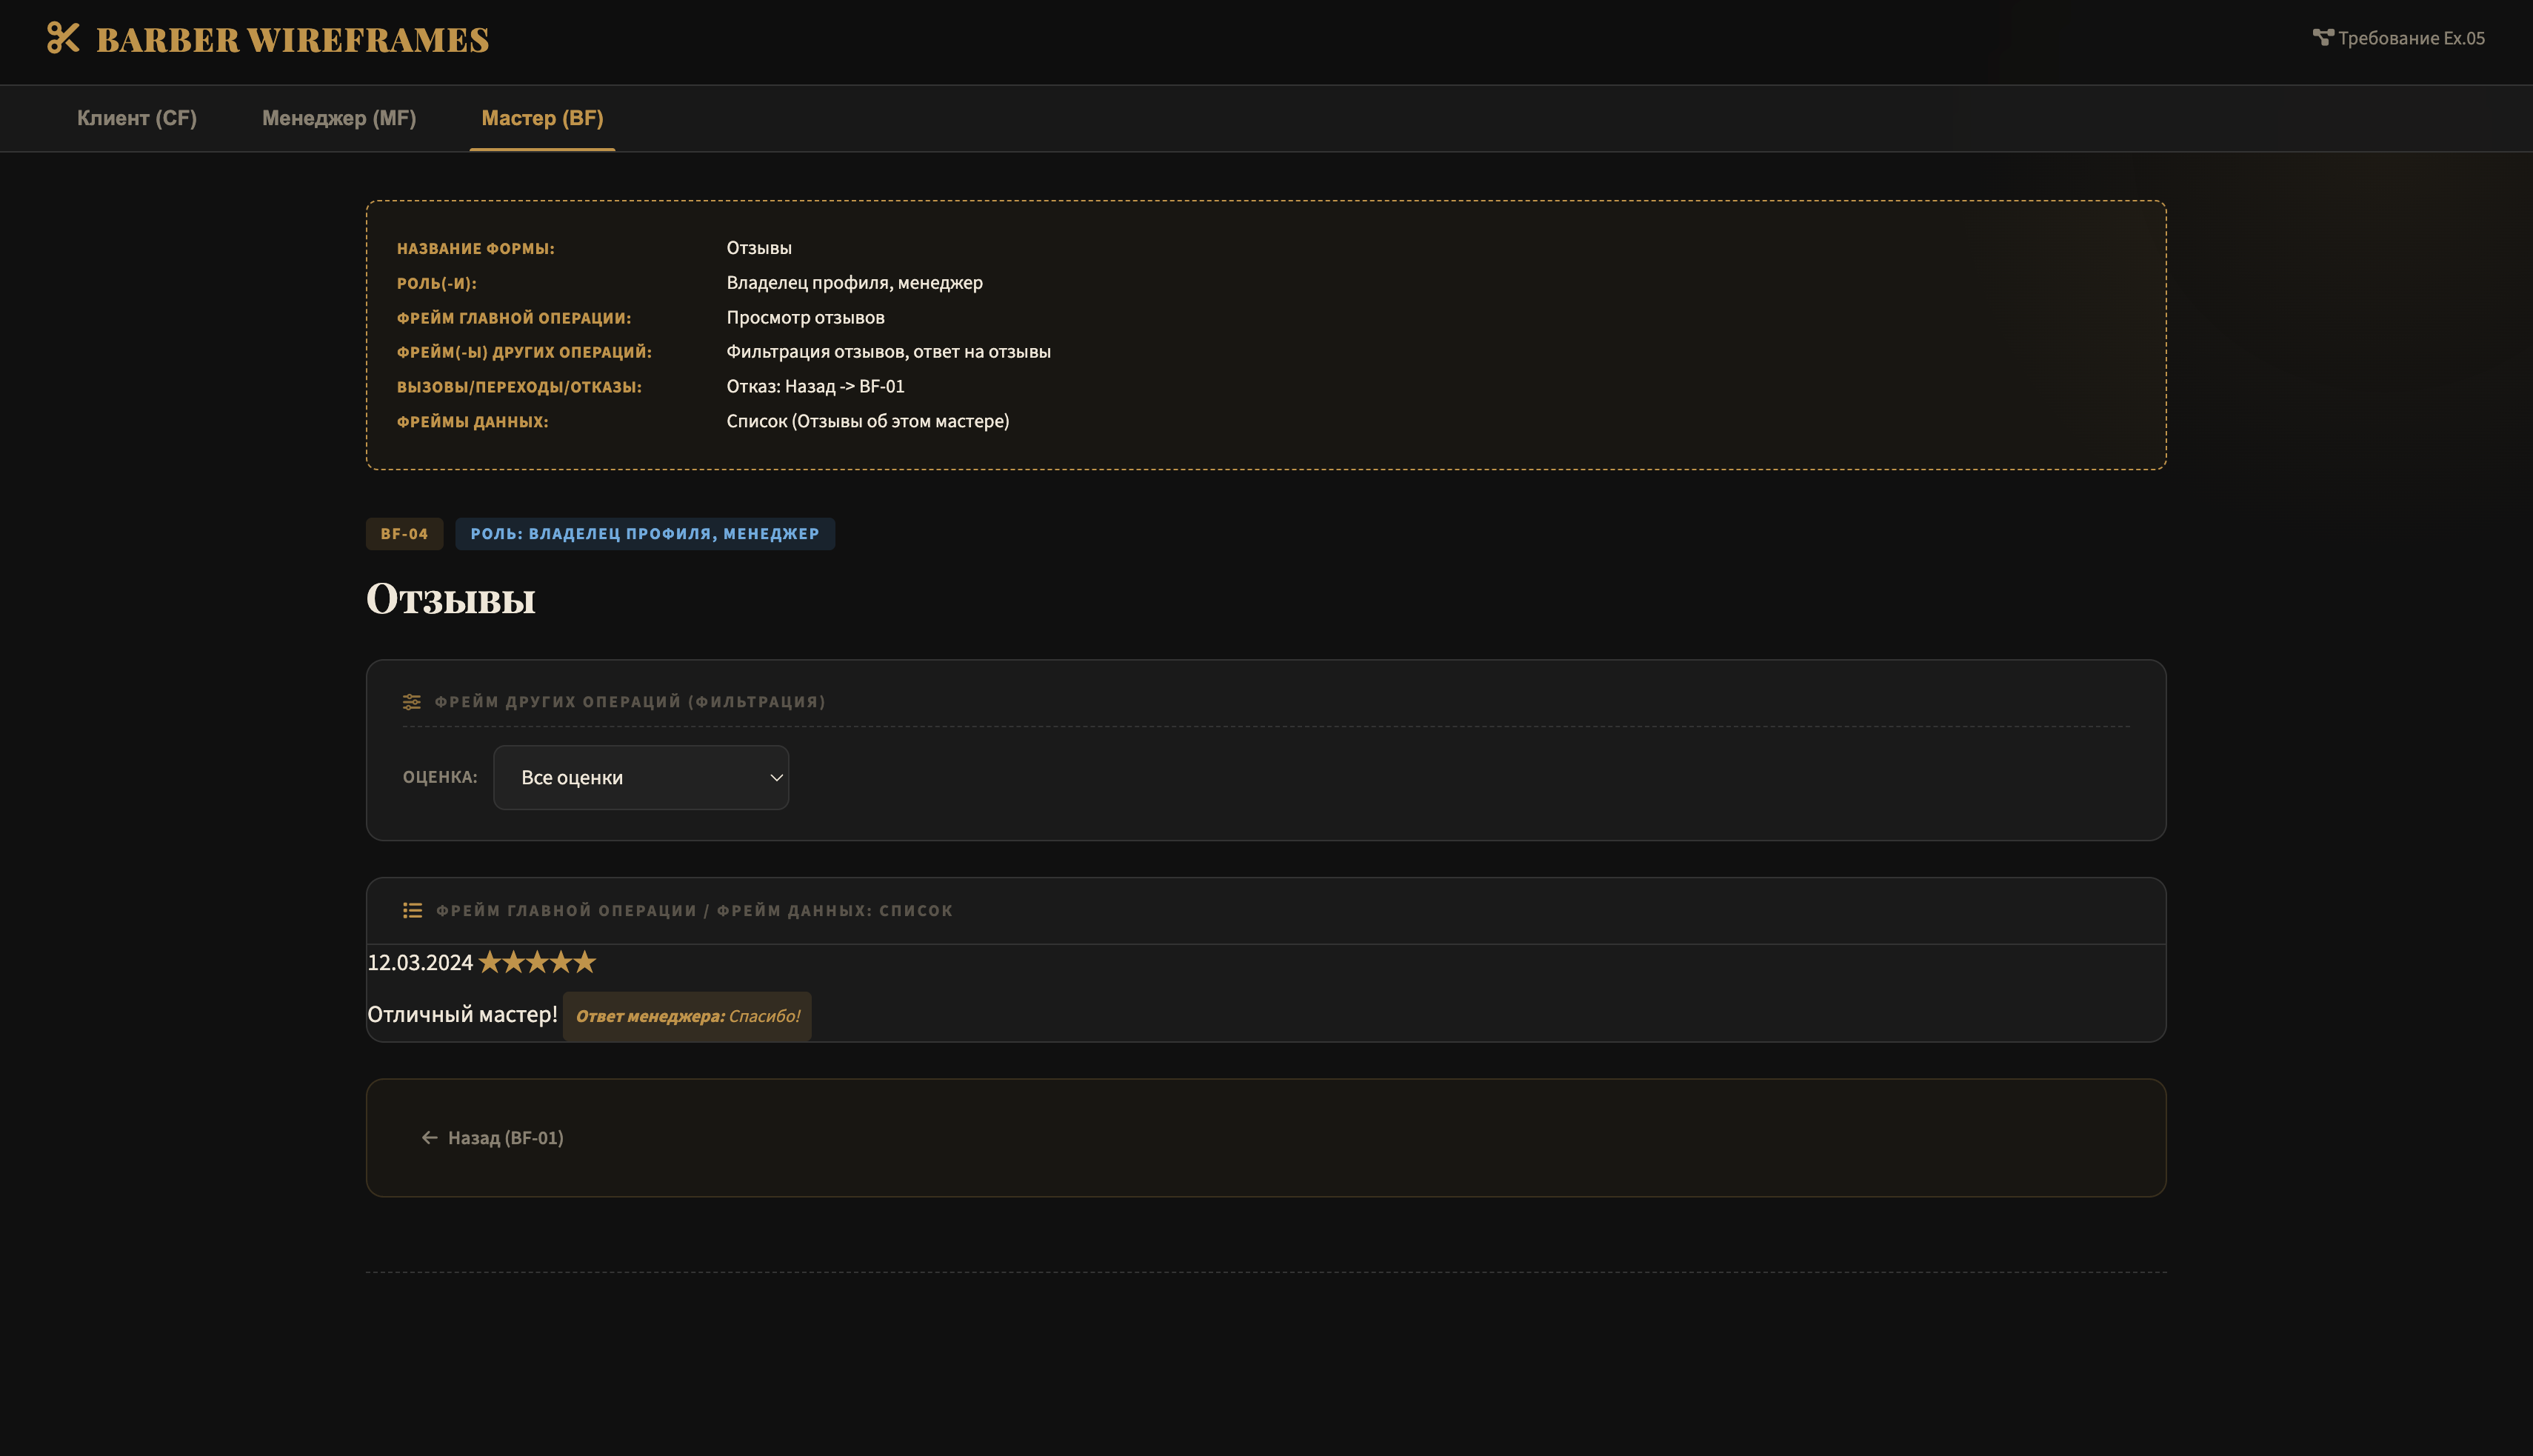 BARBER WIREFRAMES
Требование Ex.05
Клиент (CF) Менеджер (MF) Мастер (BF)
НАЗВАНИЕ ФОРМЫ: Отзывы
РОЛЬ(-И): Владелец профиля, менеджер
ФРЕЙМ ГЛАВНОЙ ОПЕРАЦИИ: Просмотр отзывов
ФРЕЙМ(-Ы) ДРУГИХ ОПЕРАЦИЙ: Фильтрация отзывов, ответ на отзывы
ВЫЗОВЫ/ПЕРЕХОДЫ/ОТКАЗЫ: Отказ: Назад -> BF-01
ФРЕЙМЫ ДАННЫХ: Список (Отзывы об этом мастере)
BF-04 РОЛЬ: ВЛАДЕЛЕЦ ПРОФИЛЯ, МЕНЕДЖЕР
Отзывы
ФРЕЙМ ДРУГИХ ОПЕРАЦИЙ (ФИЛЬТРАЦИЯ)
ОЦЕНКА: Все оценки
ФРЕЙМ ГЛАВНОЙ ОПЕРАЦИИ / ФРЕЙМ ДАННЫХ: СПИСОК
12.03.2024 ★★★★★
Отличный мастер! Ответ менеджера: Спасибо!
← Назад (BF-01)